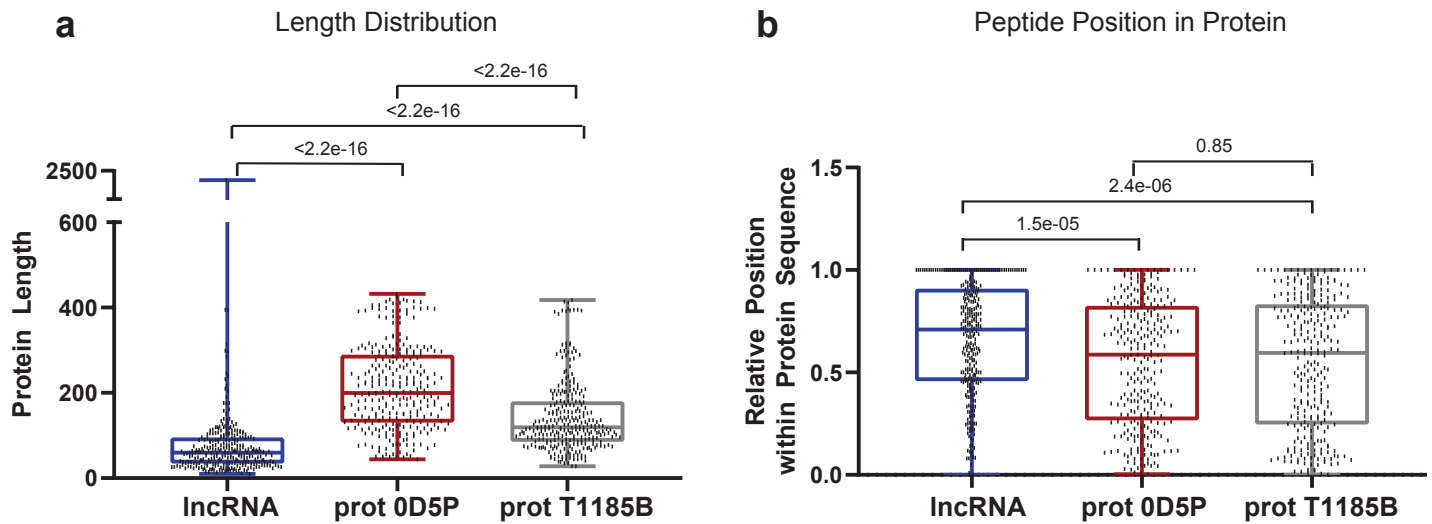 a
Length Distribution
<2.2e-16
<2.2e-16
<2.2e-16
2500
600
400
200
0
Protein Length
lncRNA
prot 0D5P
prot T1185B
b
Peptide Position in Protein
0.85
2.4e-06
1.5e-05
1.5
1.0
0.5
0.0
Relative Position
within Protein Sequence
lncRNA
prot 0D5P
prot T1185B